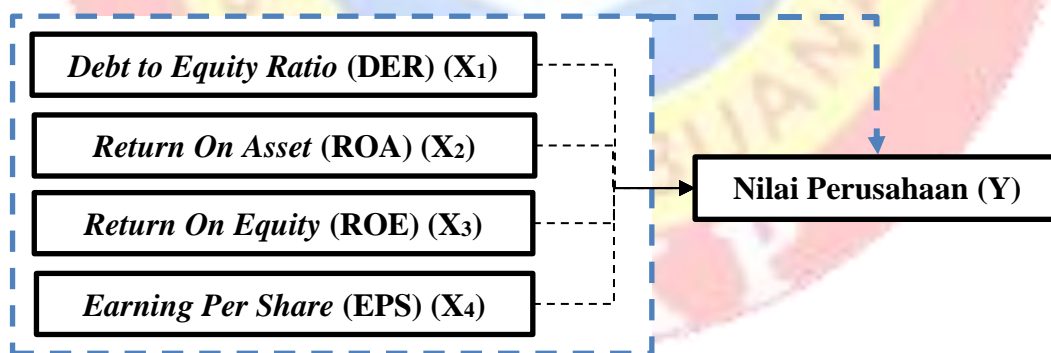 Debt to Equity Ratio (DER) (X1)
Return On Asset (ROA) (X2)
Return On Equity (ROE) (X3)
Earning Per Share (EPS) (X4)
Nilai Perusahaan (Y)